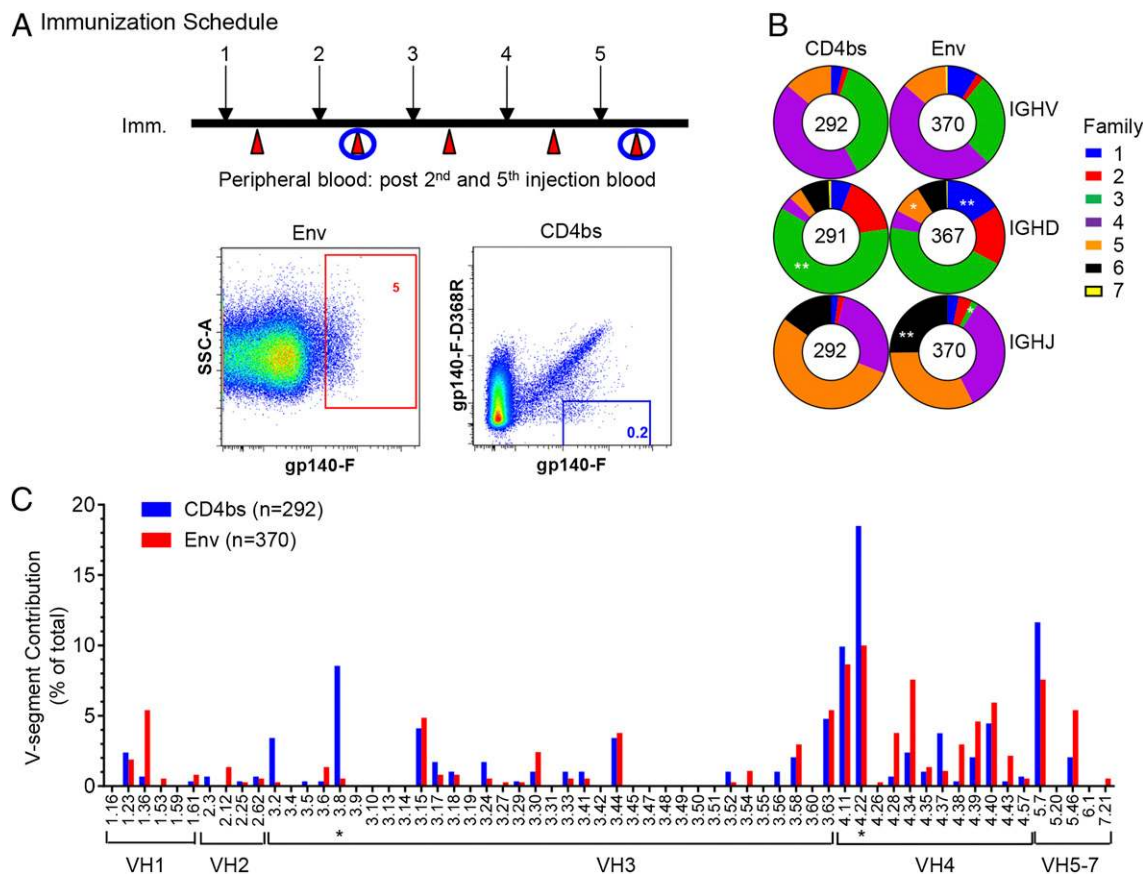 A Immunization Schedule
1 2 3 4 5
Imm.
Peripheral blood: post 2nd and 5th injection blood
Env
5
SSC-A
gp140-F
CD4bs
0.2
gp140-F-D368R
gp140-F
B
CD4bs Env
292 370 IGHV
** 291 * ** 367 IGHD
292 ** * 370 IGHJ
Family
1
2
3
4
5
6
7
C
CD4bs (n=292)
Env (n=370)
V-segment Contribution
(% of total)
20
15
10
5
0
1.16 1.23 1.36 1.53 1.59 1.61 2.3 2.12 2.25 2.62 3.2 3.4 3.5 3.6 3.8 3.9 3.10 3.13 3.14 3.15 3.17 3.18 3.19 3.24 3.27 3.29 3.30 3.31 3.33 3.41 3.42 3.44 3.45 3.47 3.48 3.49 3.50 3.51 3.52 3.54 3.55 3.56 3.58 3.60 3.63 4.11 4.22 4.26 4.28 4.34 4.35 4.37 4.38 4.39 4.40 4.43 4.57 5.7 5.20 5.46 6.1 7.21
* *
VH1 VH2 VH3 VH4 VH5-7